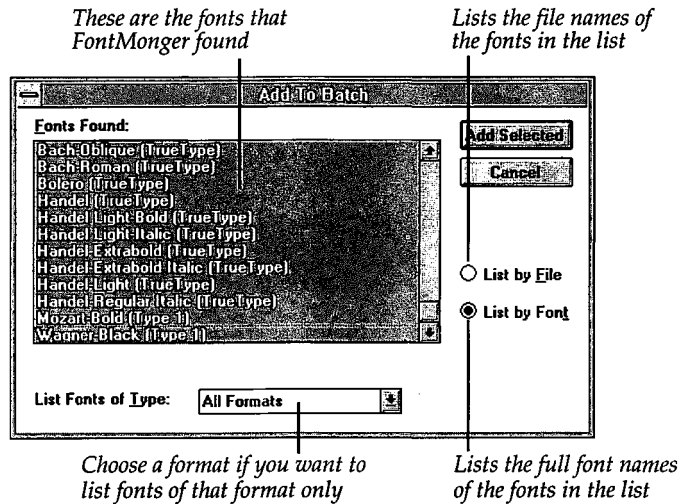 These are the fonts that
FontMonger found
Lists the file names of
the fonts in the list
Add To Batch
Fonts Found:
Bach-Oblique (TrueType)
Bach-Roman (TrueType)
Bolero (TrueType)
Handel (TrueType)
Handel Light-Bold (TrueType)
Handel Light-Italic (TrueType)
Handel-Extrabold (TrueType)
Handel-Extrabold Italic (TrueType)
Handel-Light (TrueType)
Handel-Regular Italic (TrueType)
Mozart-Bold (Type 1)
Wagner-Black (Type 1)
Add Selected
Cancel
List by File
List by Font
List Fonts of Type:
All Formats
Choose a format if you want to
list fonts of that format only
Lists the full font names
of the fonts in the list